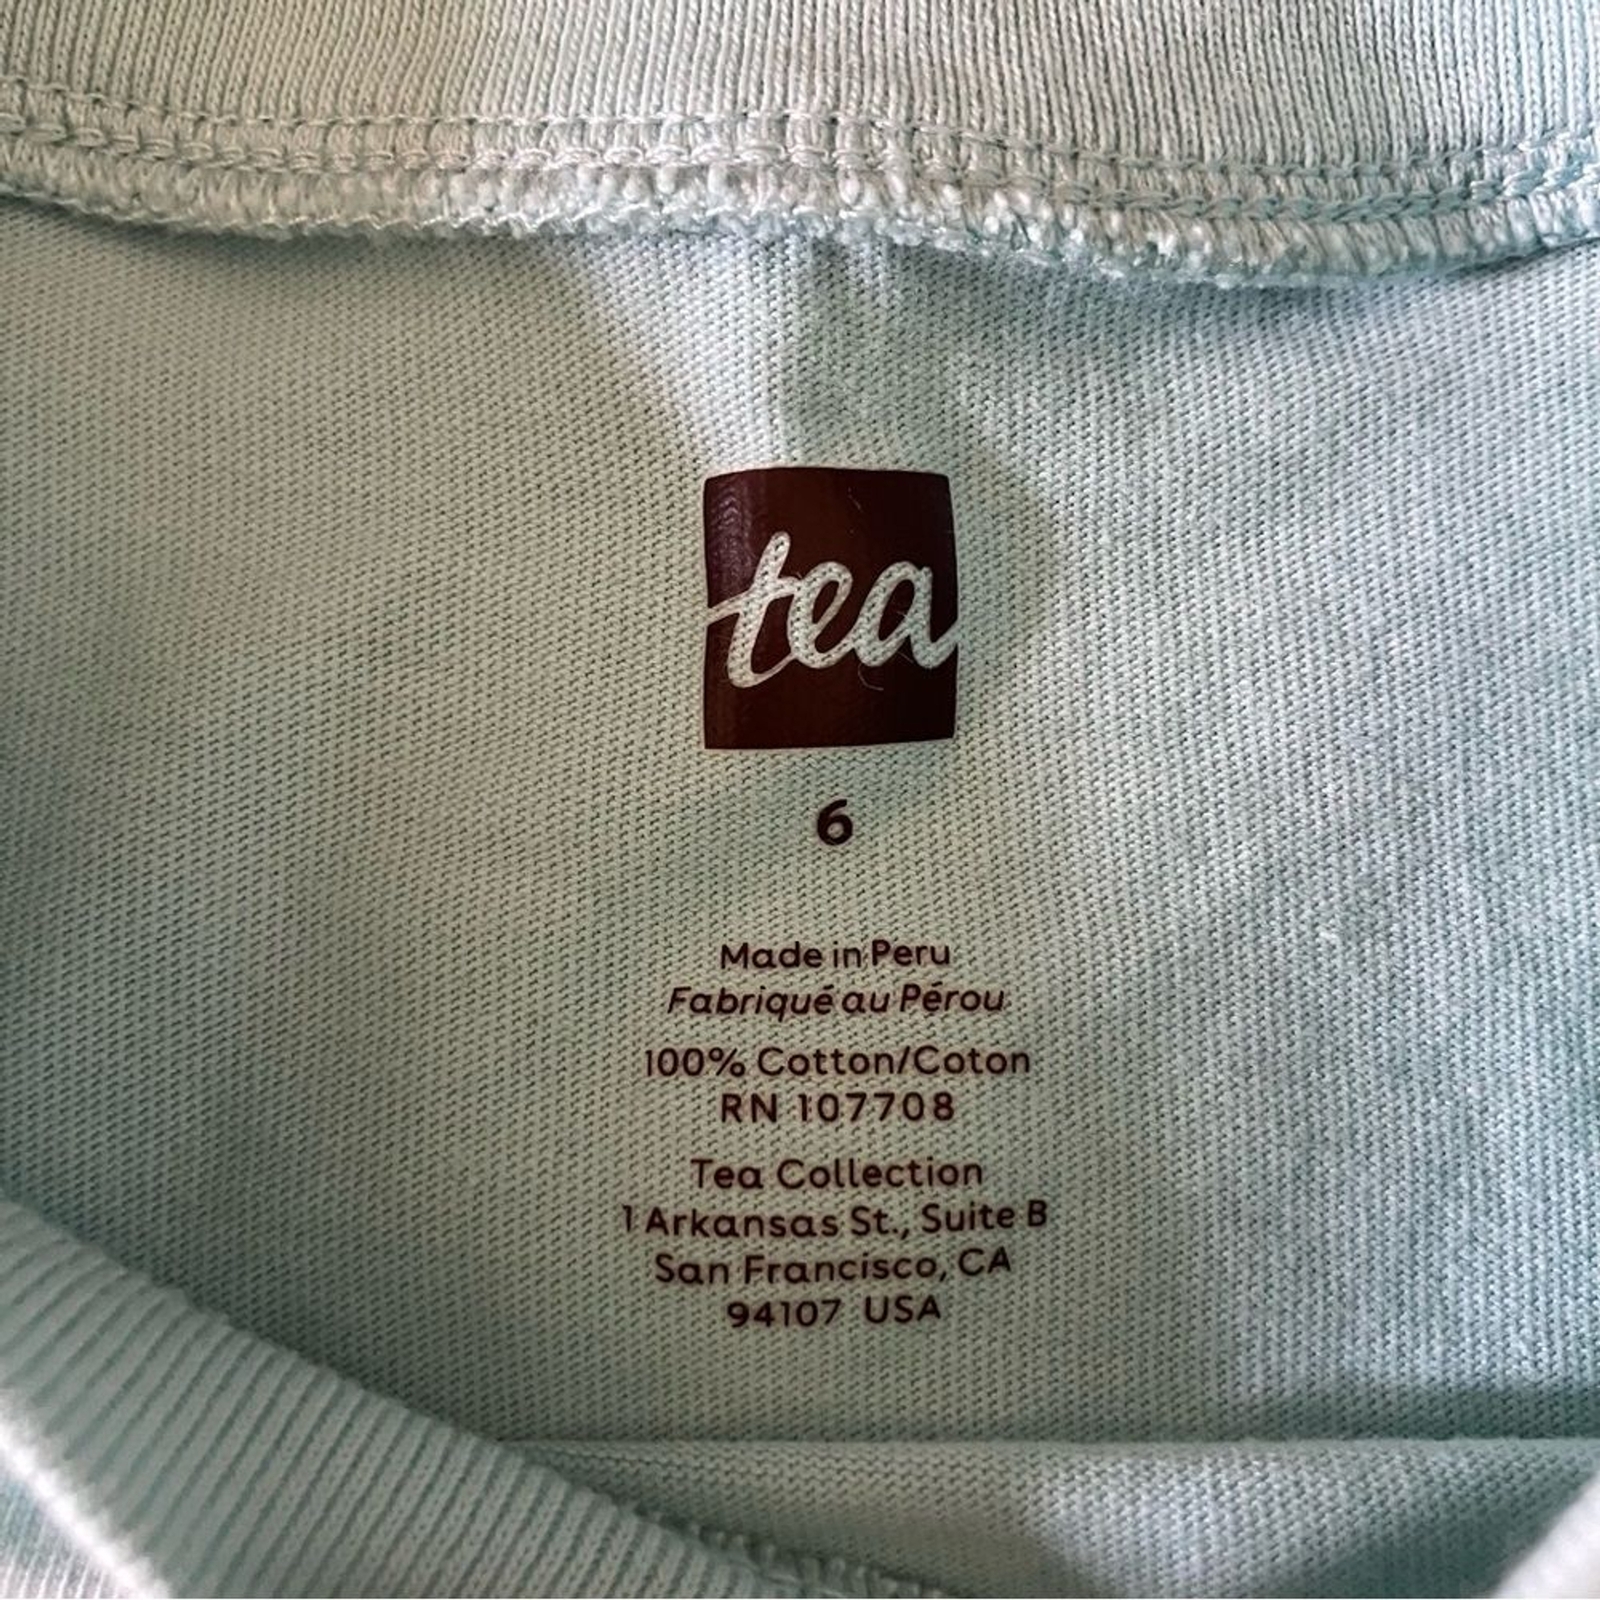 tea
6
Made in Peru
Fabriqué au Pérou
100% Cotton/Coton
RN 107708
Tea Collection
1 Arkansas St., Suite B
San Francisco, CA
94107 USA